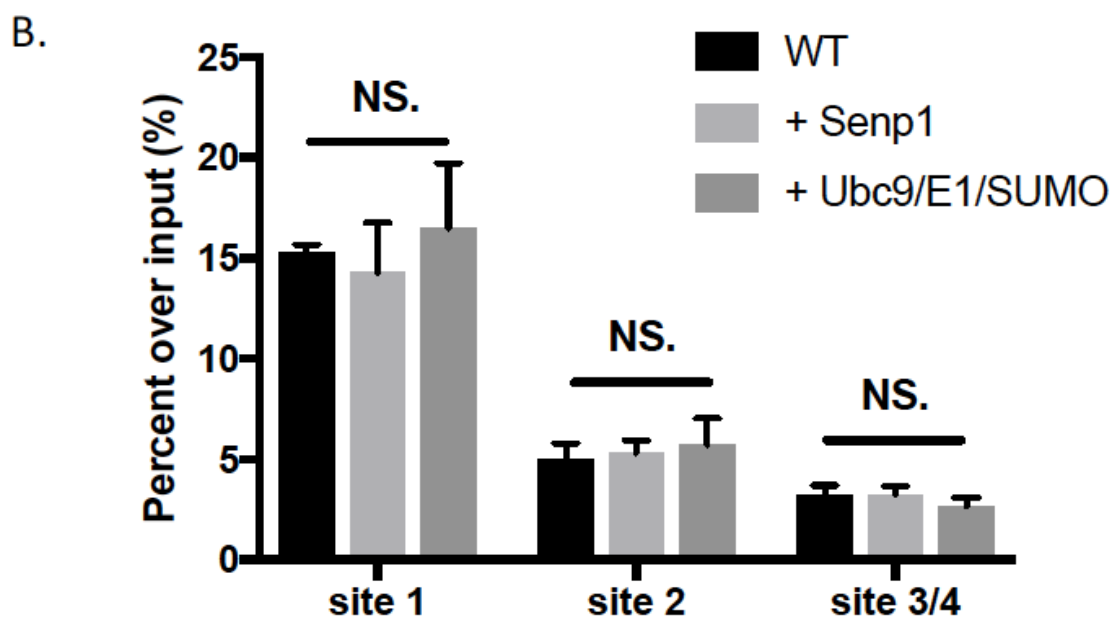 B.
WT
+ Senp1
+ Ubc9/E1/SUMO
Percent over input (%)
25
20
15
10
5
0
NS.
NS.
NS.
site 1
site 2
site 3/4